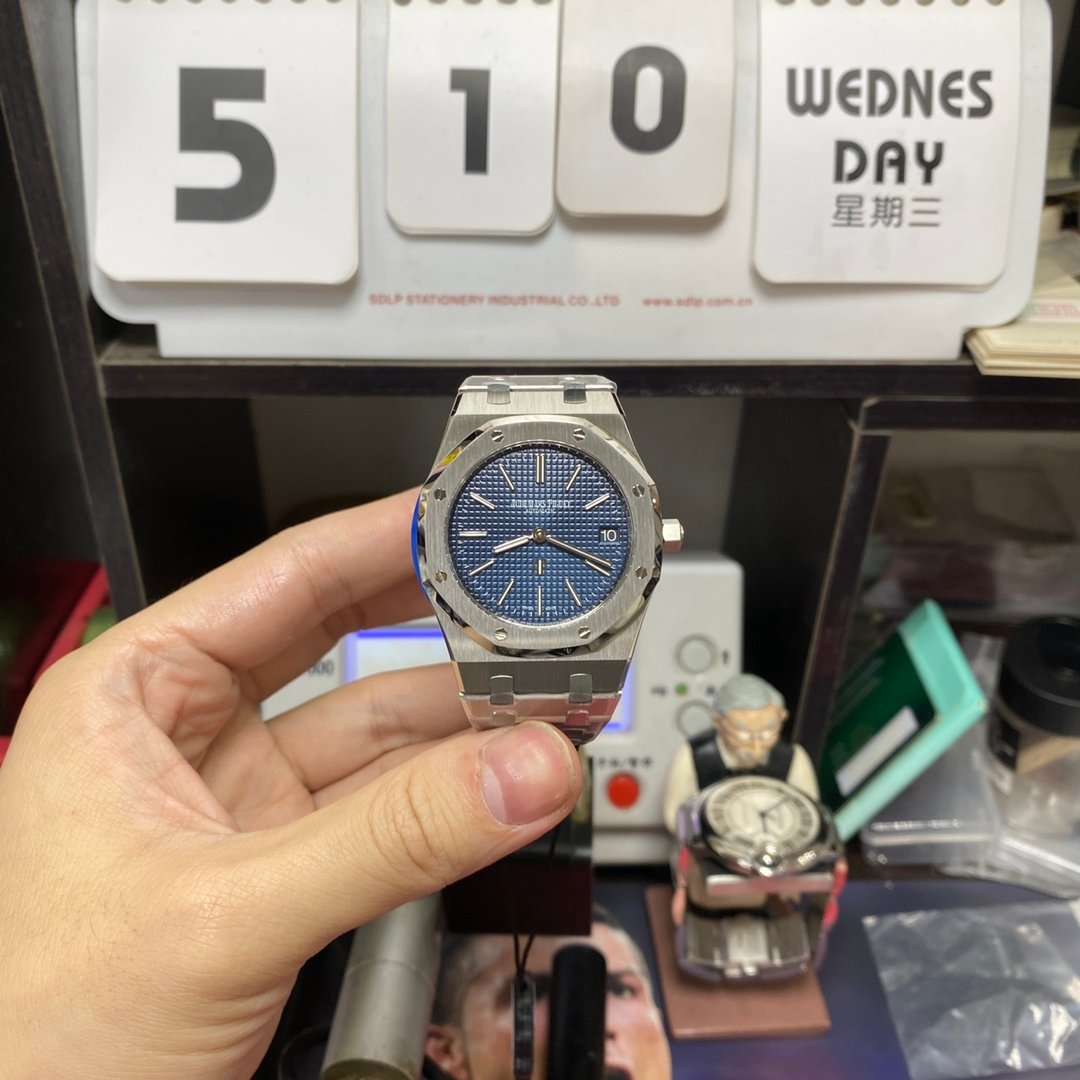 5
1
0
WEDNES
DAY
星期三
SDLP STATIONERY INDUSTRIAL CO.,LTD www.sdlp.com.cn
10